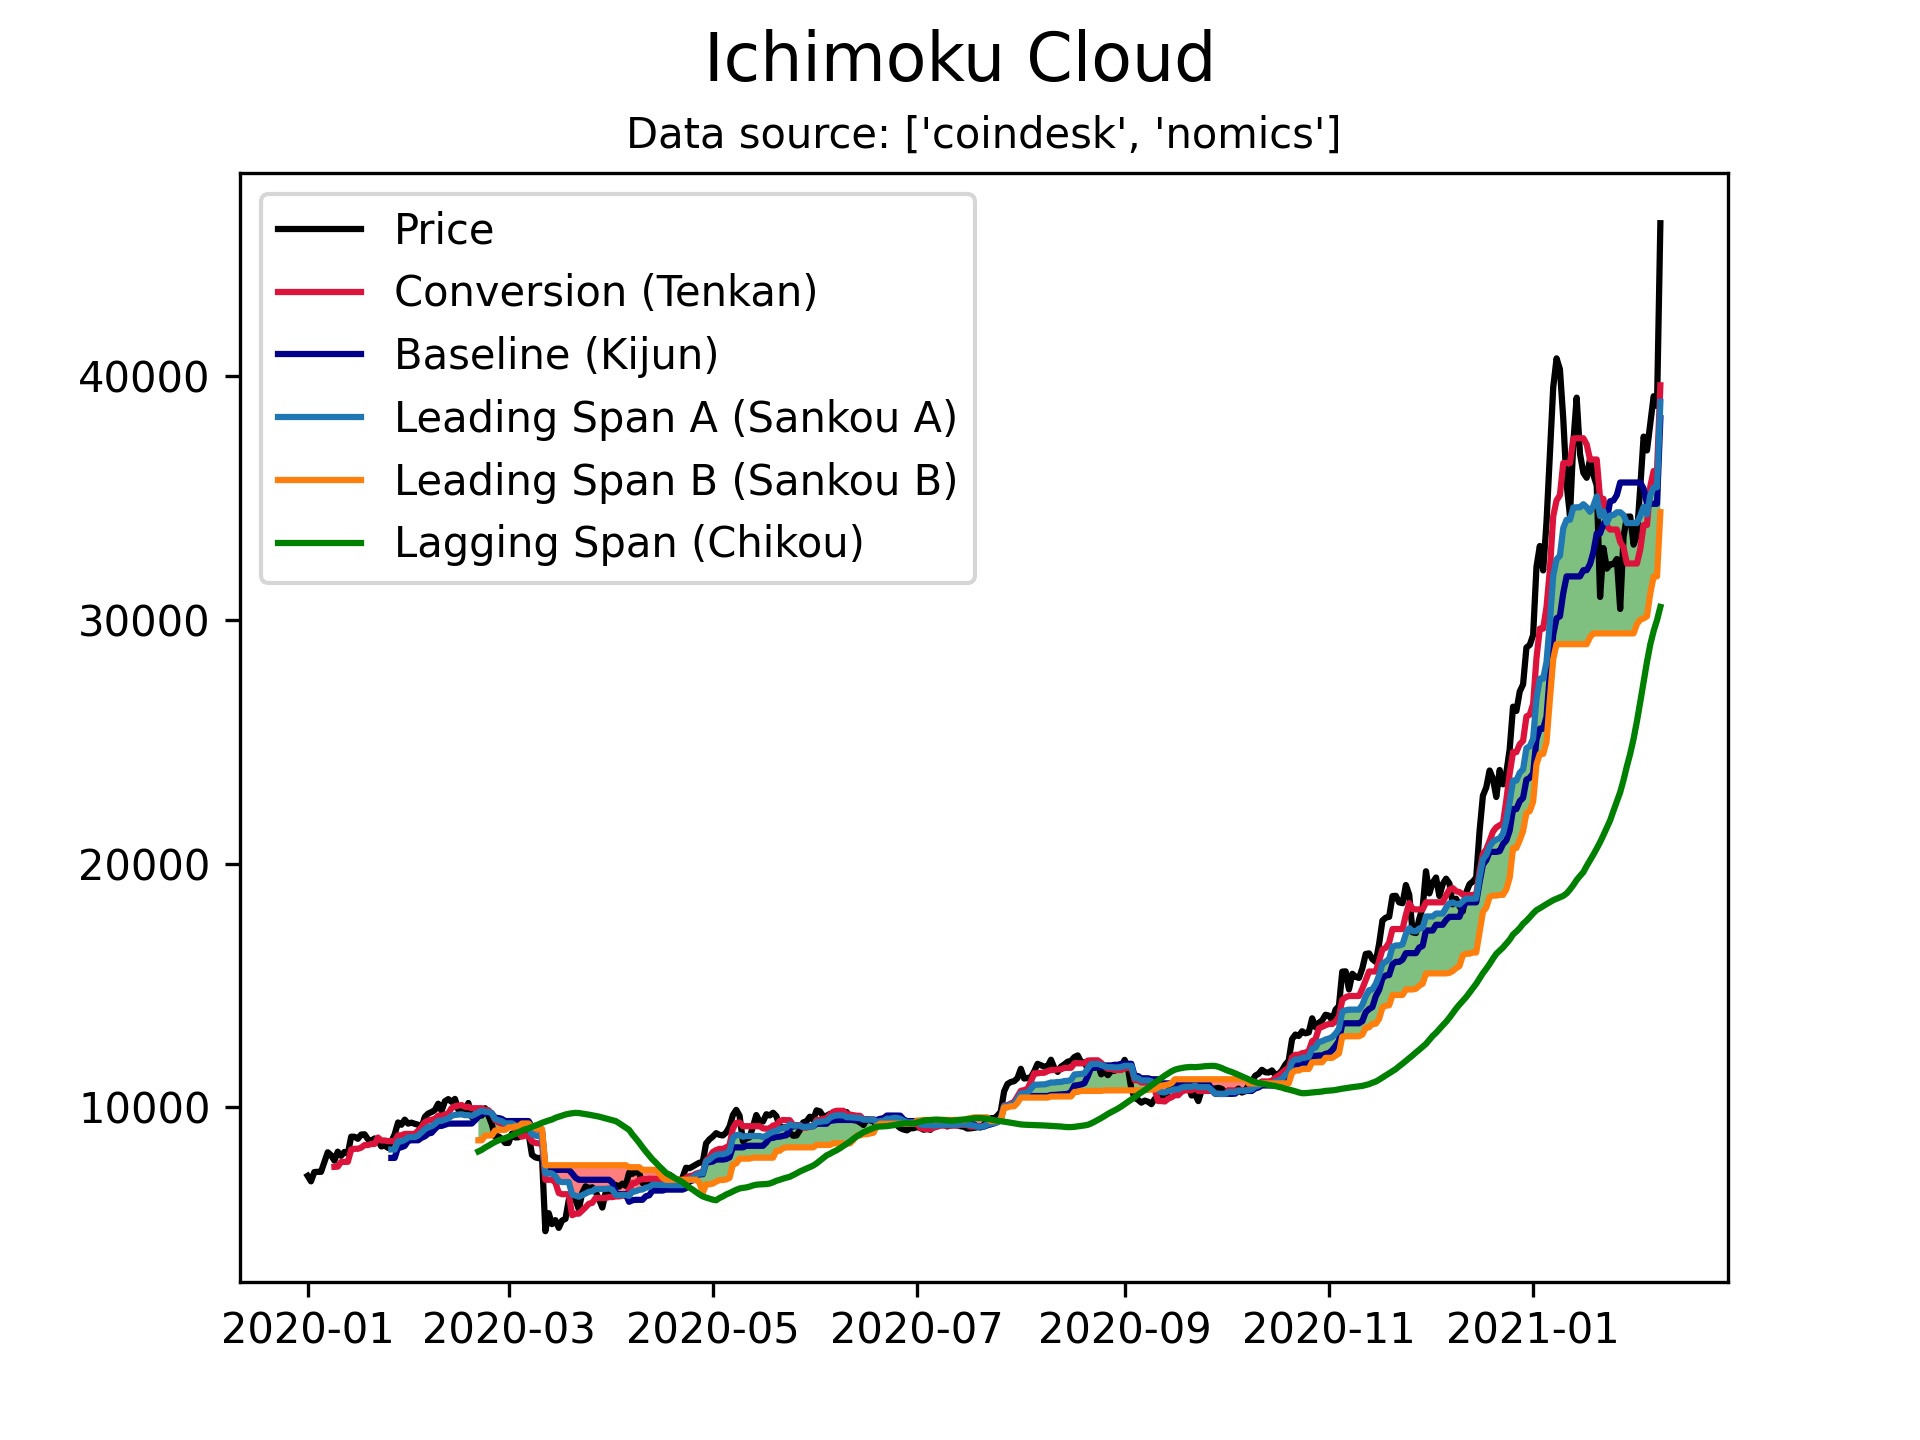 Ichimoku Cloud
Data source: ['coindesk', 'nomics']
Price
Conversion (Tenkan)
Baseline (Kijun)
Leading Span A (Sankou A)
Leading Span B (Sankou B)
Lagging Span (Chikou)
40000
30000
20000
10000
2020-01 2020-03 2020-05 2020-07 2020-09 2020-11 2021-01